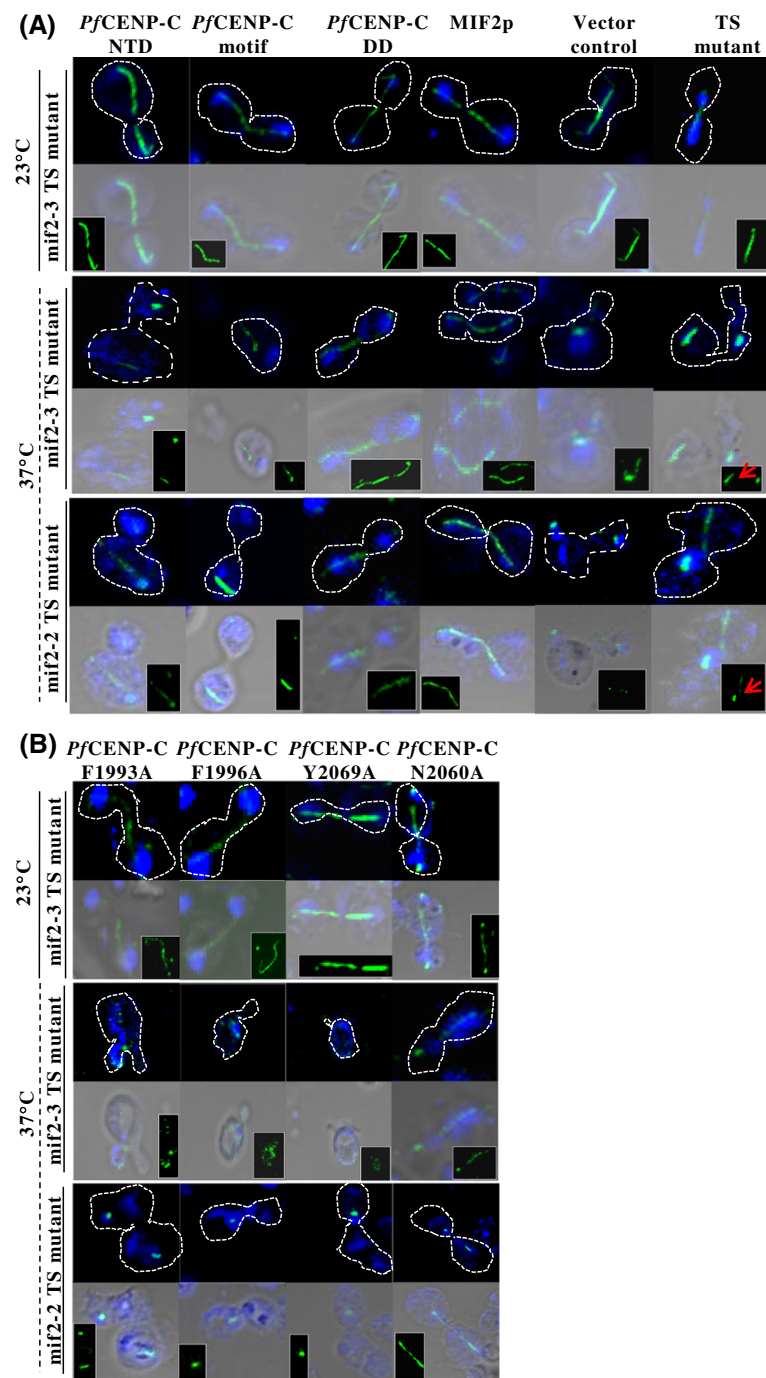 (A)
PfCENP-C NTD
PfCENP-C motif
PfCENP-C DD
MIF2p
Vector control
TS mutant
23°C
mif2-3 TS mutant
37°C
mif2-3 TS mutant
mif2-2 TS mutant
(B)
PfCENP-C F1993A
PfCENP-C F1996A
PfCENP-C Y2069A
PfCENP-C N2060A
23°C
mif2-3 TS mutant
37°C
mif2-3 TS mutant
mif2-2 TS mutant